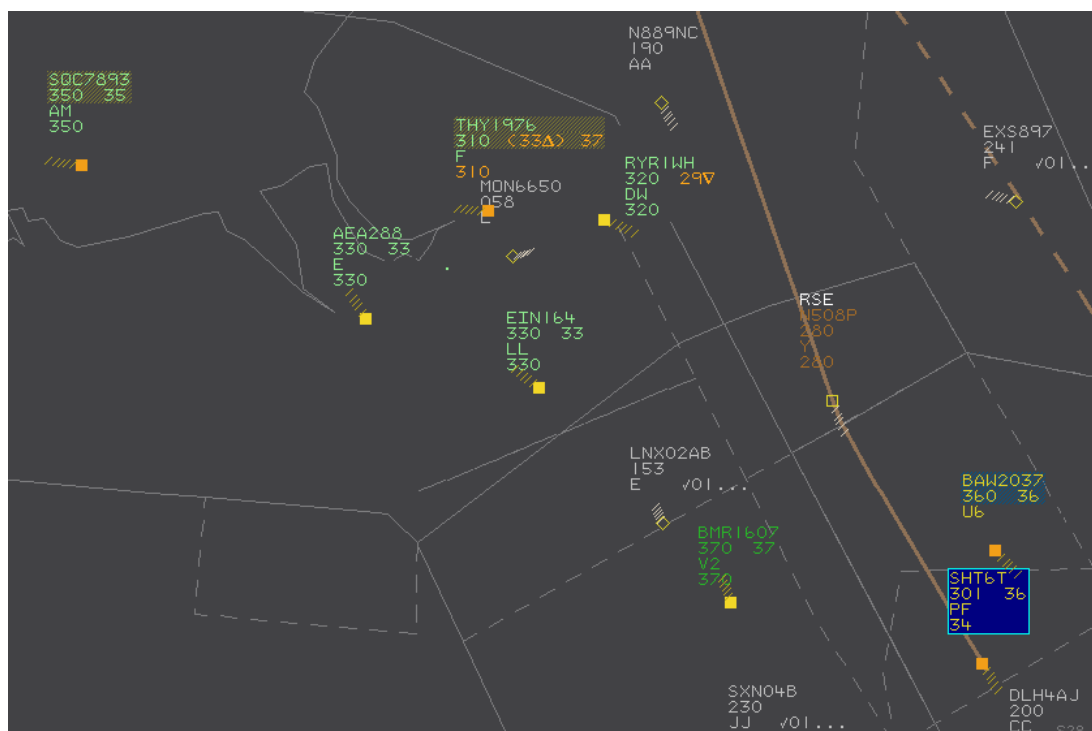 N889NC
190
AA
SQC7893
350 35
AM
350
THY1976
310 (33Δ) 37
F
310
EXS897
241
F √01...
RYR1WH
320 29∇
DW
320
MON6650
058
AEA288
330 33
E
330
RSE
N508P
280
Y
280
EIN164
330 33
LL
330
LNX02AB
153
E √01...
BAW2037
360 36
U6
BMR1607
370 37
V2
370
SHT6T
301 36
PF
34
SXN04B
230
JJ √01...
DLH4AJ
200
CC